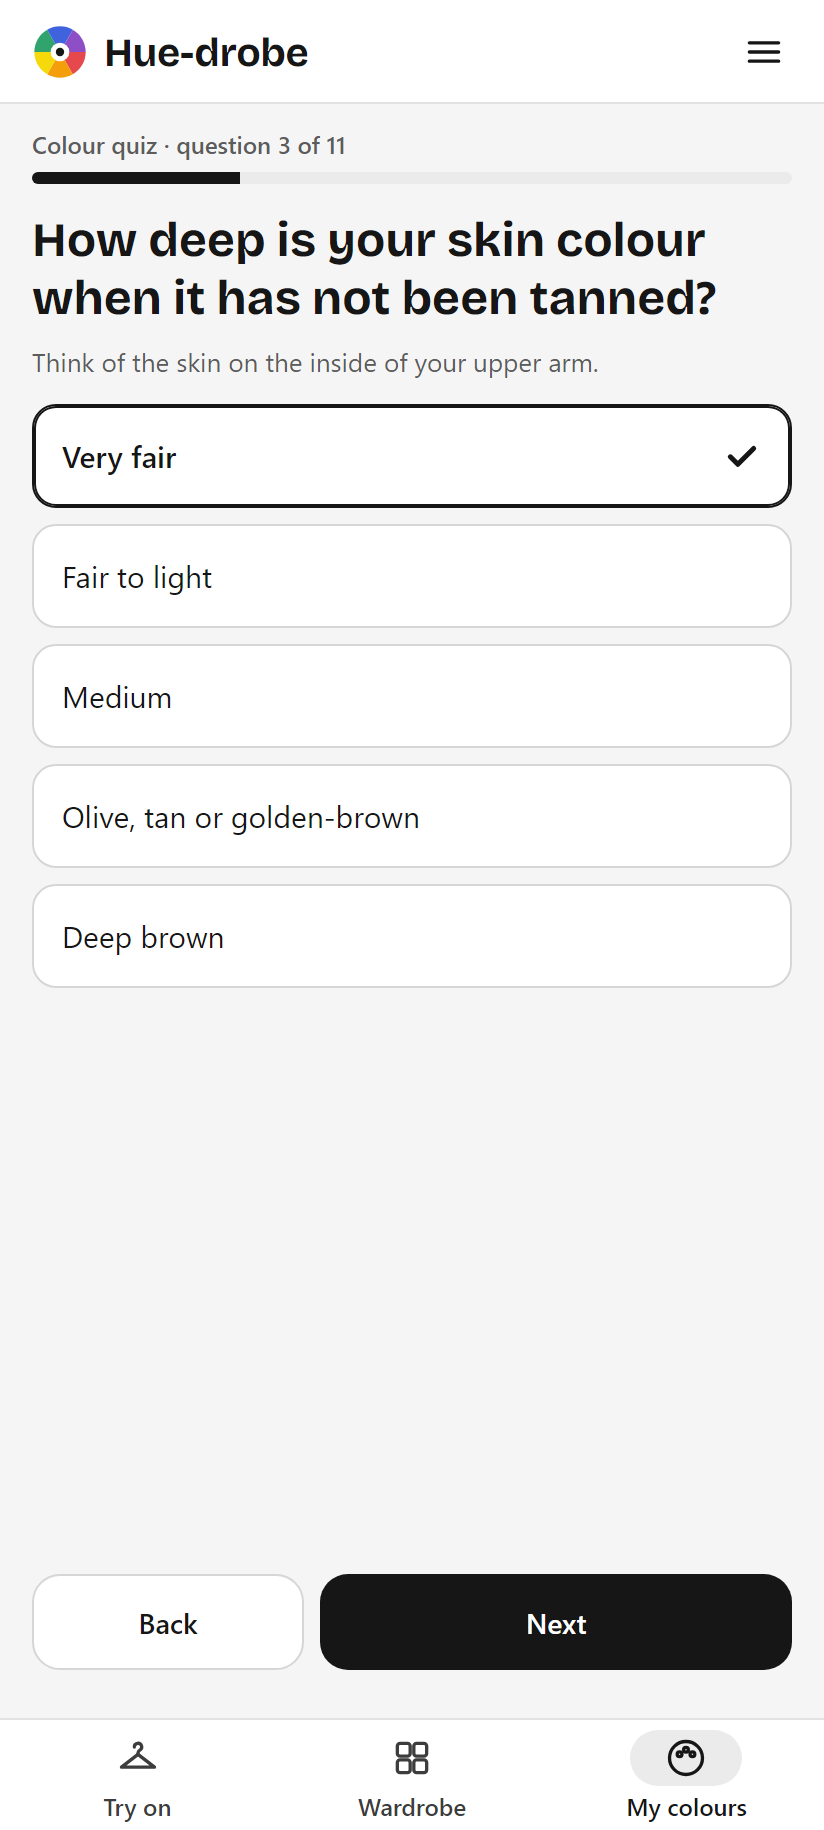 Hue-drobe
Colour quiz · question 3 of 11
How deep is your skin colour
when it has not been tanned?
Think of the skin on the inside of your upper arm.
Very fair
Fair to light
Medium
Olive, tan or golden-brown
Deep brown
Back
Next
Try on
Wardrobe
My colours